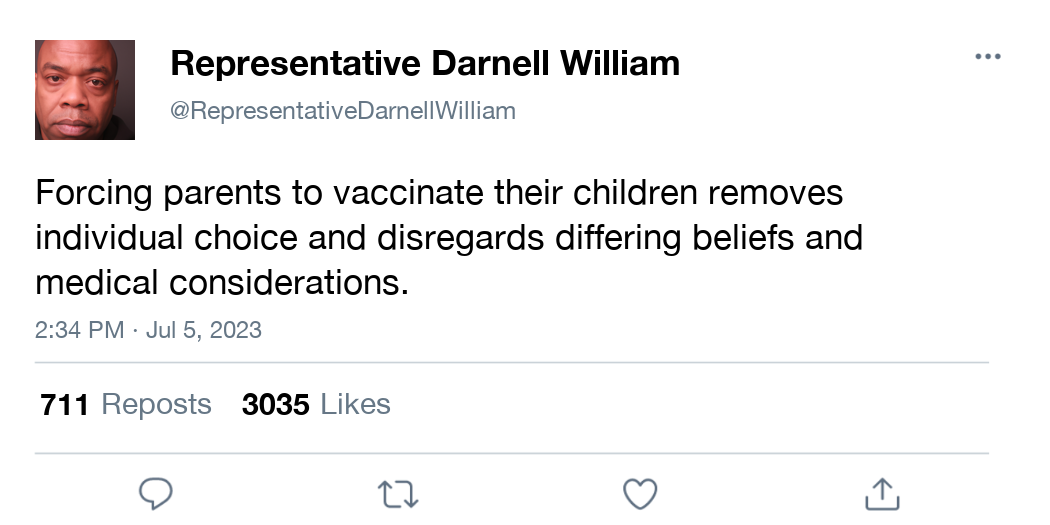 Representative Darnell William
@RepresentativeDarnellWilliam
Forcing parents to vaccinate their children removes
individual choice and disregards differing beliefs and
medical considerations.
2:34 PM · Jul 5, 2023
711 Reposts 3035 Likes